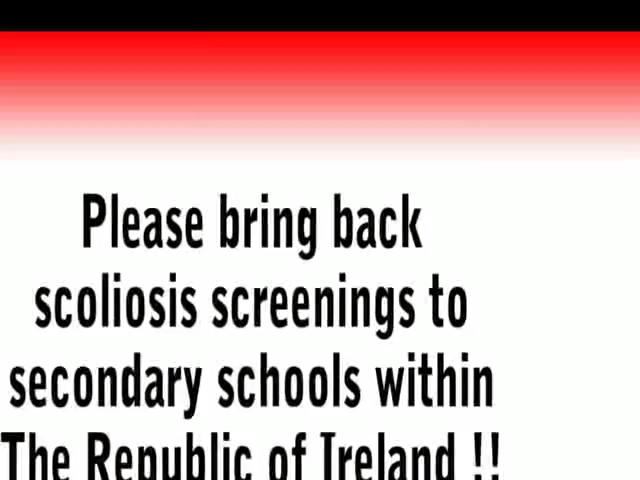 Please bring back
scoliosis screenings to
secondary schools within
The Republic of Ireland !!